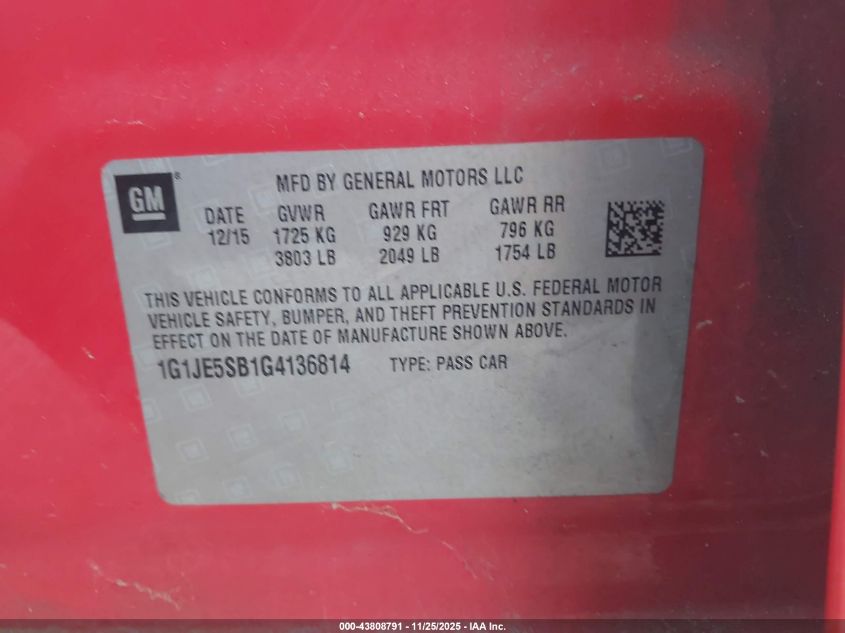 GM ®
MFD BY GENERAL MOTORS LLC
DATE GVWR GAWR FRT GAWR RR
12/15 1725 KG 929 KG 796 KG
3803 LB 2049 LB 1754 LB
THIS VEHICLE CONFORMS TO ALL APPLICABLE U.S. FEDERAL MOTOR
VEHICLE SAFETY, BUMPER, AND THEFT PREVENTION STANDARDS IN
EFFECT ON THE DATE OF MANUFACTURE SHOWN ABOVE.
1G1JE5SB1G4136814 TYPE: PASS CAR
000-43808791 - 11/25/2025 - IAA Inc.